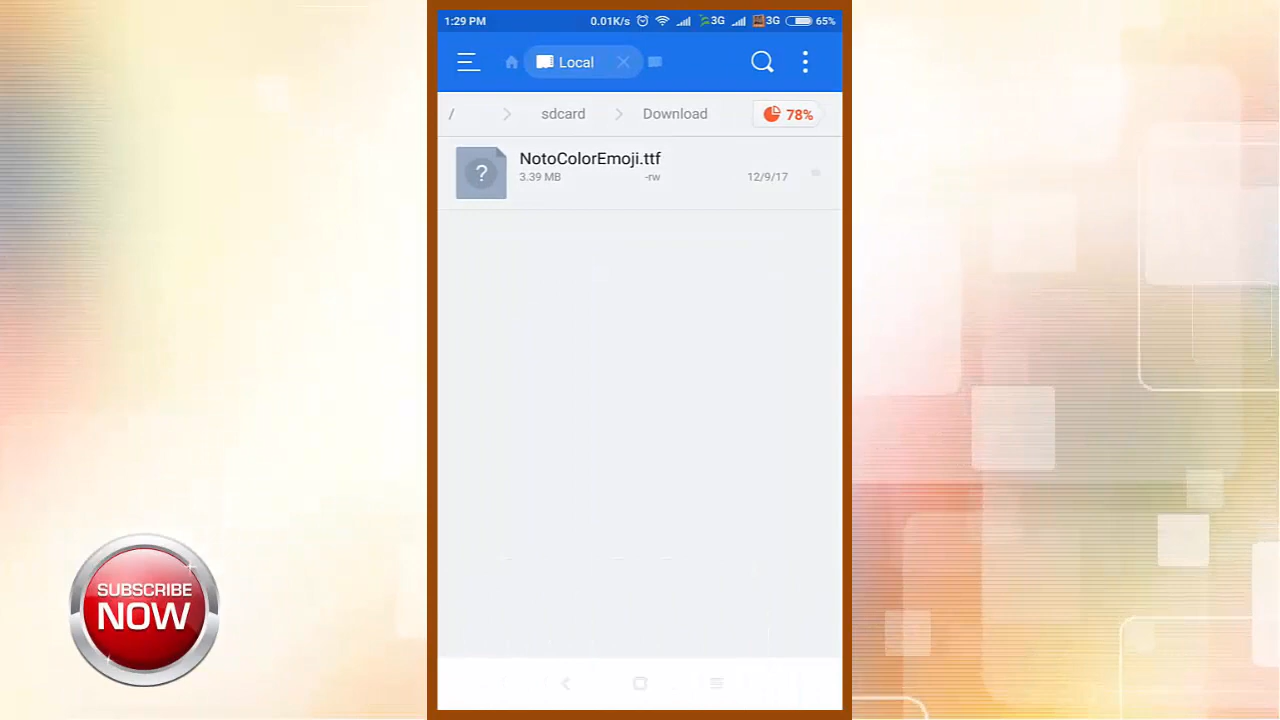 1:29 PM 0.01K/s 3G 3G 65%
Local
/ sdcard Download 78%
?
NotoColorEmoji.ttf
3.39 MB -rw 12/9/17
SUBSCRIBE
NOW